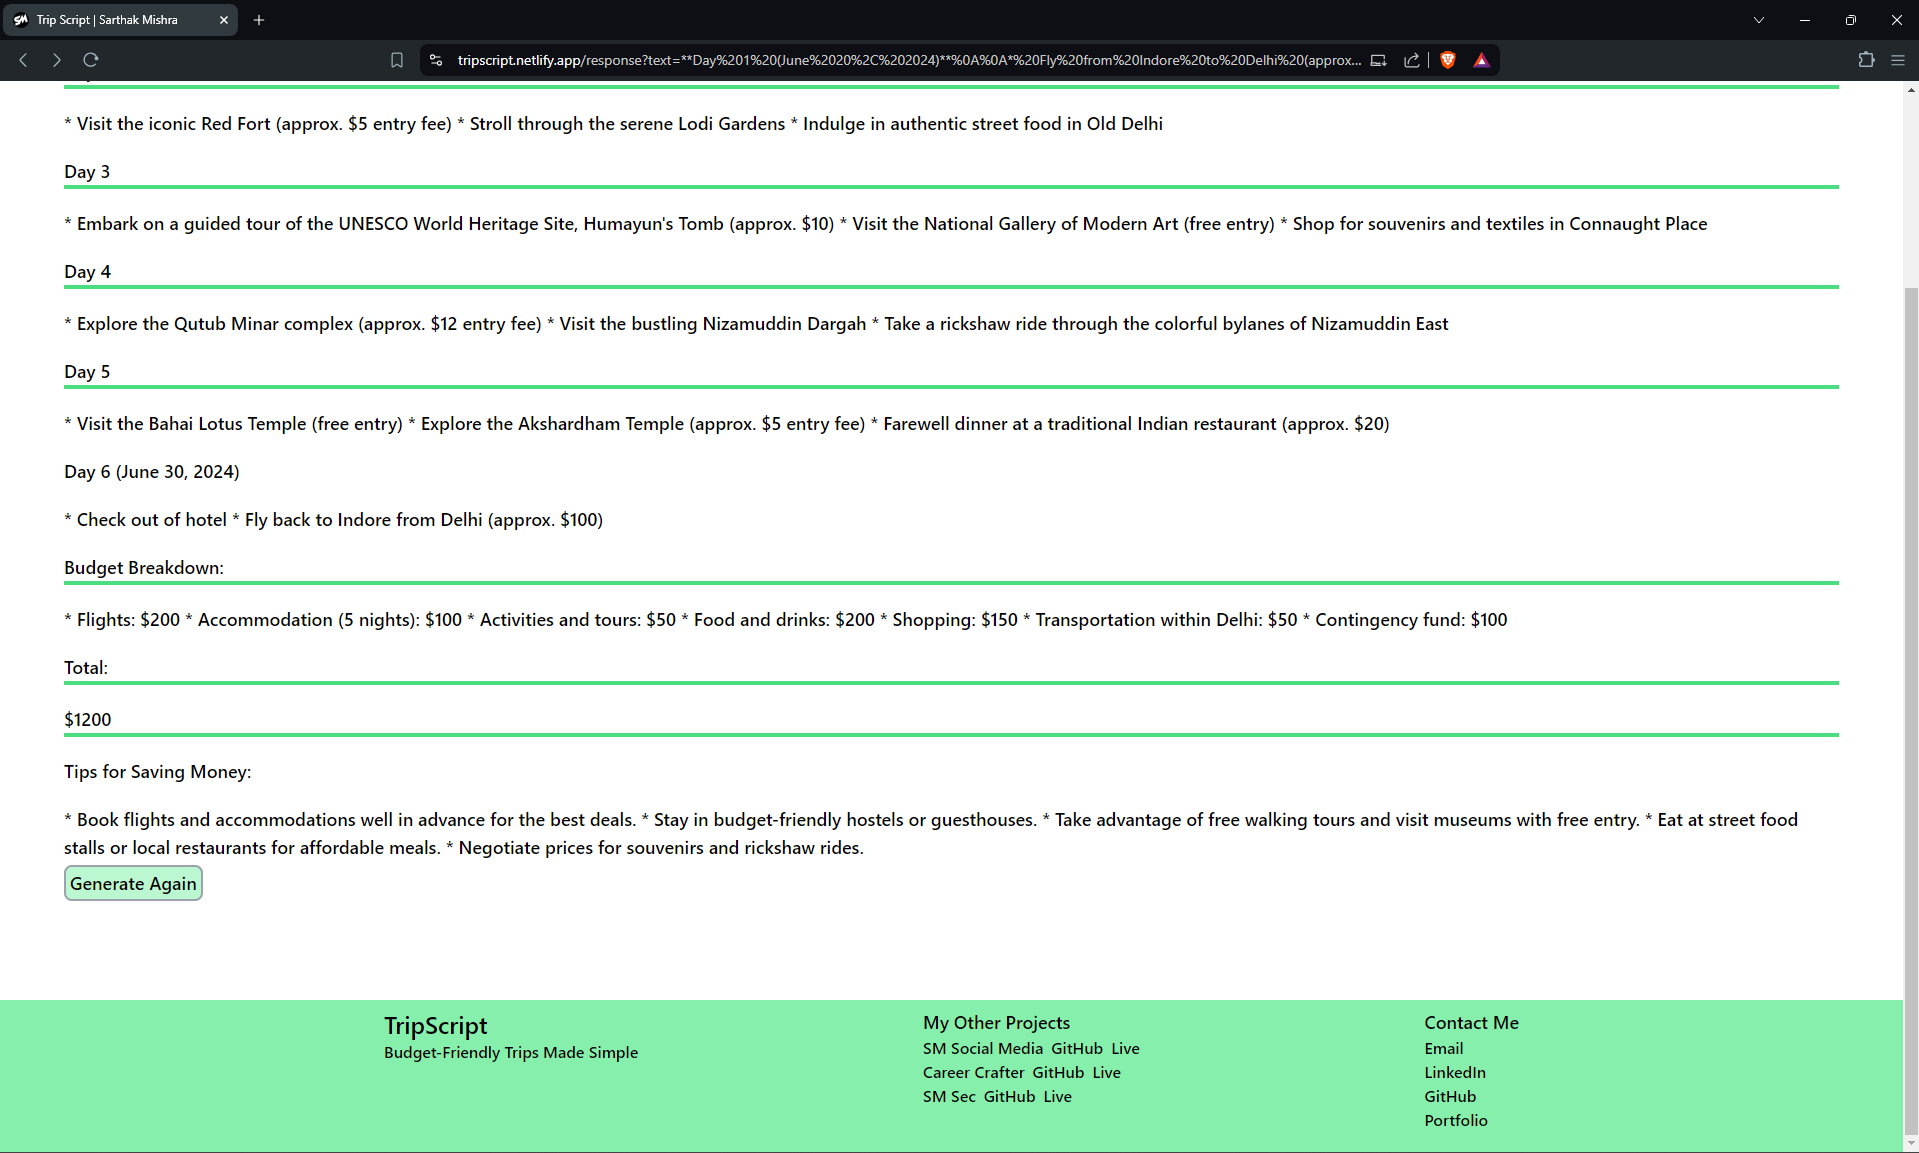 Trip Script | Sarthak Mishra
tripscript.netlify.app/response?text=**Day%201%20(June%2020%2C%202024)**%0A%0A*%20Fly%20from%20Indore%20to%20Delhi%20(approx...
* Visit the iconic Red Fort (approx. $5 entry fee) * Stroll through the serene Lodi Gardens * Indulge in authentic street food in Old Delhi
Day 3
* Embark on a guided tour of the UNESCO World Heritage Site, Humayun's Tomb (approx. $10) * Visit the National Gallery of Modern Art (free entry) * Shop for souvenirs and textiles in Connaught Place
Day 4
* Explore the Qutub Minar complex (approx. $12 entry fee) * Visit the bustling Nizamuddin Dargah * Take a rickshaw ride through the colorful bylanes of Nizamuddin East
Day 5
* Visit the Bahai Lotus Temple (free entry) * Explore the Akshardham Temple (approx. $5 entry fee) * Farewell dinner at a traditional Indian restaurant (approx. $20)
Day 6 (June 30, 2024)
* Check out of hotel * Fly back to Indore from Delhi (approx. $100)
Budget Breakdown:
* Flights: $200 * Accommodation (5 nights): $100 * Activities and tours: $50 * Food and drinks: $200 * Shopping: $150 * Transportation within Delhi: $50 * Contingency fund: $100
Total:
$1200
Tips for Saving Money:
* Book flights and accommodations well in advance for the best deals. * Stay in budget-friendly hostels or guesthouses. * Take advantage of free walking tours and visit museums with free entry. * Eat at street food
stalls or local restaurants for affordable meals. * Negotiate prices for souvenirs and rickshaw rides.
Generate Again
TripScript
Budget-Friendly Trips Made Simple
My Other Projects
SM Social Media GitHub Live
Career Crafter GitHub Live
SM Sec GitHub Live
Contact Me
Email
LinkedIn
GitHub
Portfolio